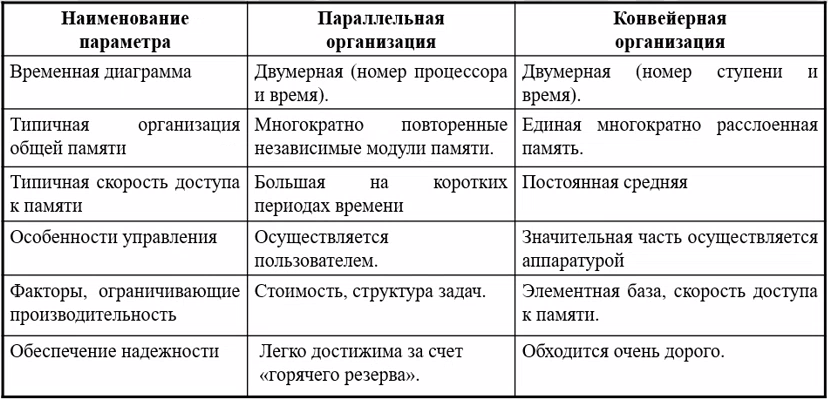 Наименование
параметра
Параллельная
организация
Конвейерная
организация
Временная диаграмма
Двумерная (номер процессора
и время).
Двумерная (номер ступени и
время).
Типичная организация
общей памяти
Многократно повторенные
независимые модули памяти.
Единая многократно расслоенная
память.
Типичная скорость доступа
к памяти
Большая на коротких
периодах времени
Постоянная средняя
Особенности управления
Осуществляется
пользователем.
Значительная часть осуществляется
аппаратурой
Факторы, ограничивающие
производительность
Стоимость, структура задач.
Элементная база, скорость доступа
к памяти.
Обеспечение надежности
Легко достижима за счет
«горячего резерва».
Обходится очень дорого.